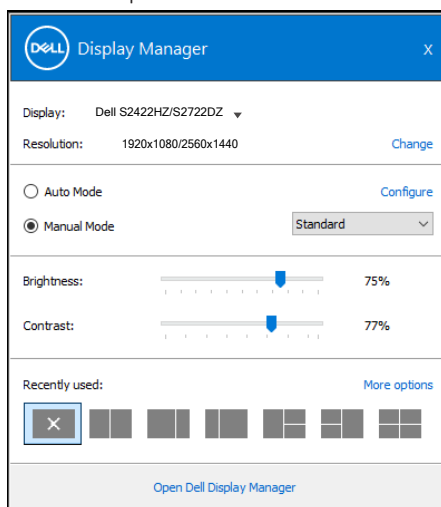 DELL Display Manager X
Display: Dell S2422HZ/S2722DZ
Resolution: 1920x1080/2560x1440 Change
Auto Mode Configure
Manual Mode Standard
Brightness: 75%
Contrast: 77%
Recently used: More options
Open Dell Display Manager